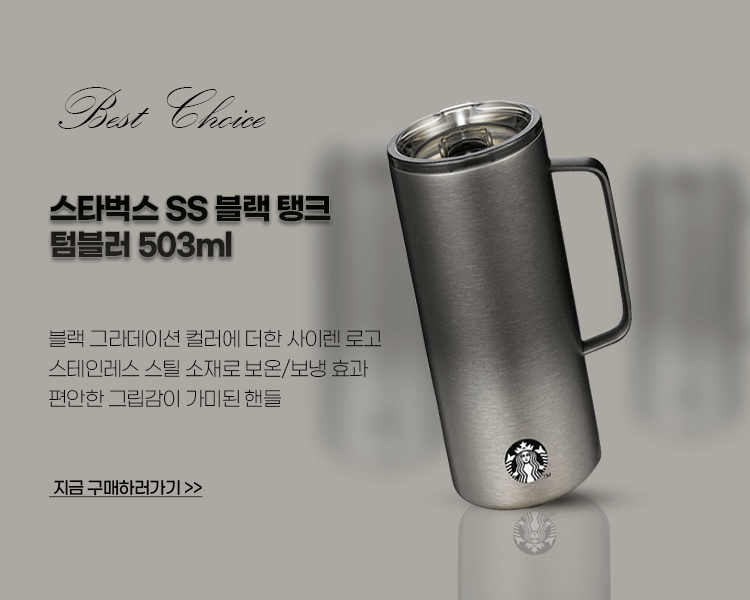 Best Choice
스타벅스 SS 블랙 탱크
텀블러 503ml
블랙 그라데이션 컬러에 더한 사이렌 로고
스테인레스 스틸 소재로 보온/보냉 효과
편안한 그립감이 가미된 핸들
지금 구매하러가기 >>